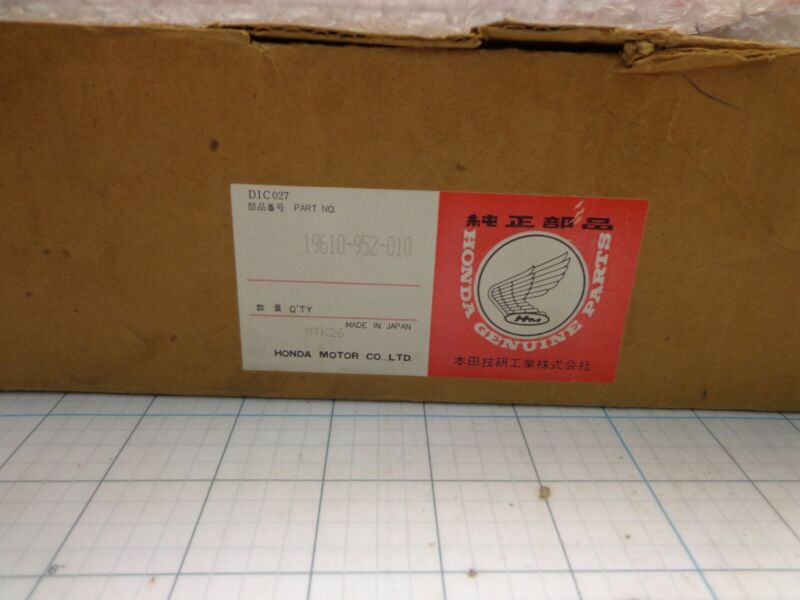 D1C027
部品番号 PART NO.
19610-952-010
数量 Q'TY
MADE IN JAPAN
MTK26
HONDA MOTOR CO.,LTD.
純正部品
HONDA GENUINE PARTS
HM
本田技研工業株式会社